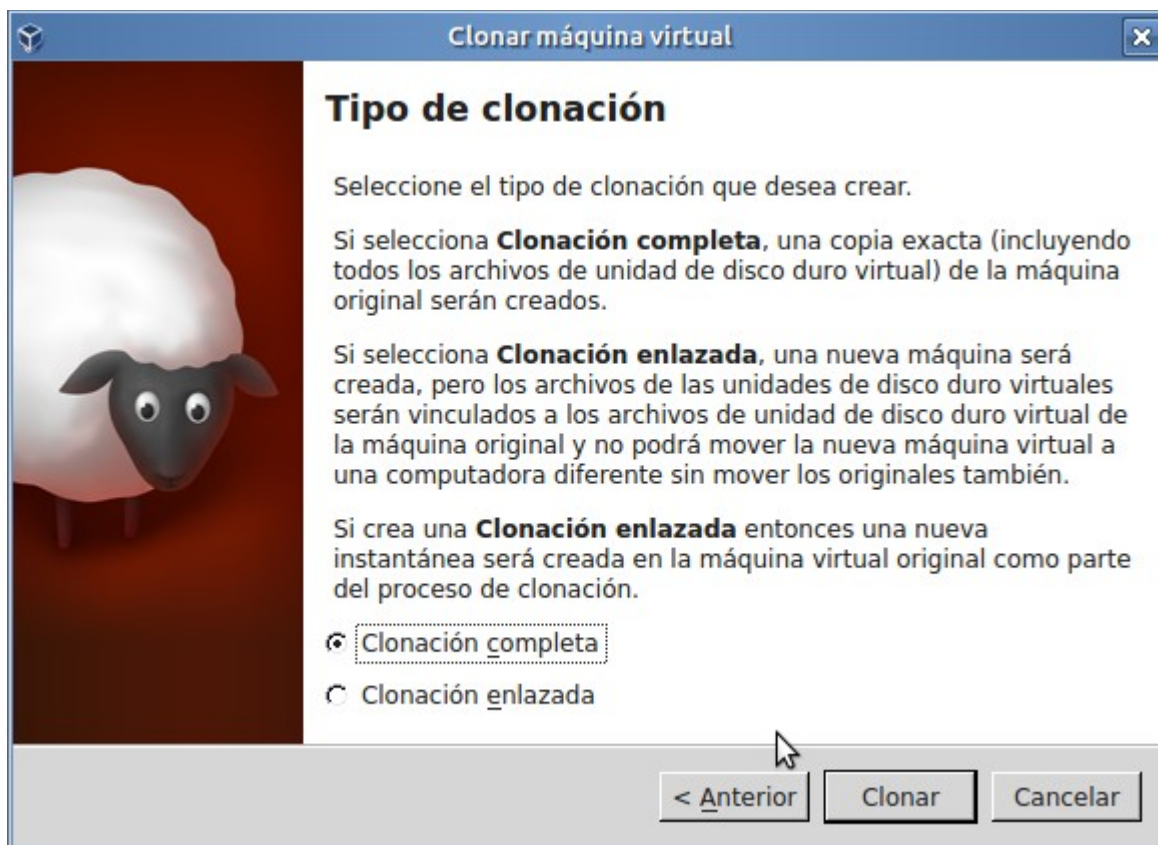 Clonar máquina virtual
Tipo de clonación
Seleccione el tipo de clonación que desea crear.
Si selecciona Clonación completa, una copia exacta (incluyendo
todos los archivos de unidad de disco duro virtual) de la máquina
original serán creados.
Si selecciona Clonación enlazada, una nueva máquina será
creada, pero los archivos de las unidades de disco duro virtuales
serán vinculados a los archivos de unidad de disco duro virtual de
la máquina original y no podrá mover la nueva máquina virtual a
una computadora diferente sin mover los originales también.
Si crea una Clonación enlazada entonces una nueva
instantánea será creada en la máquina virtual original como parte
del proceso de clonación.
Clonación completa
Clonación enlazada
< Anterior
Clonar
Cancelar